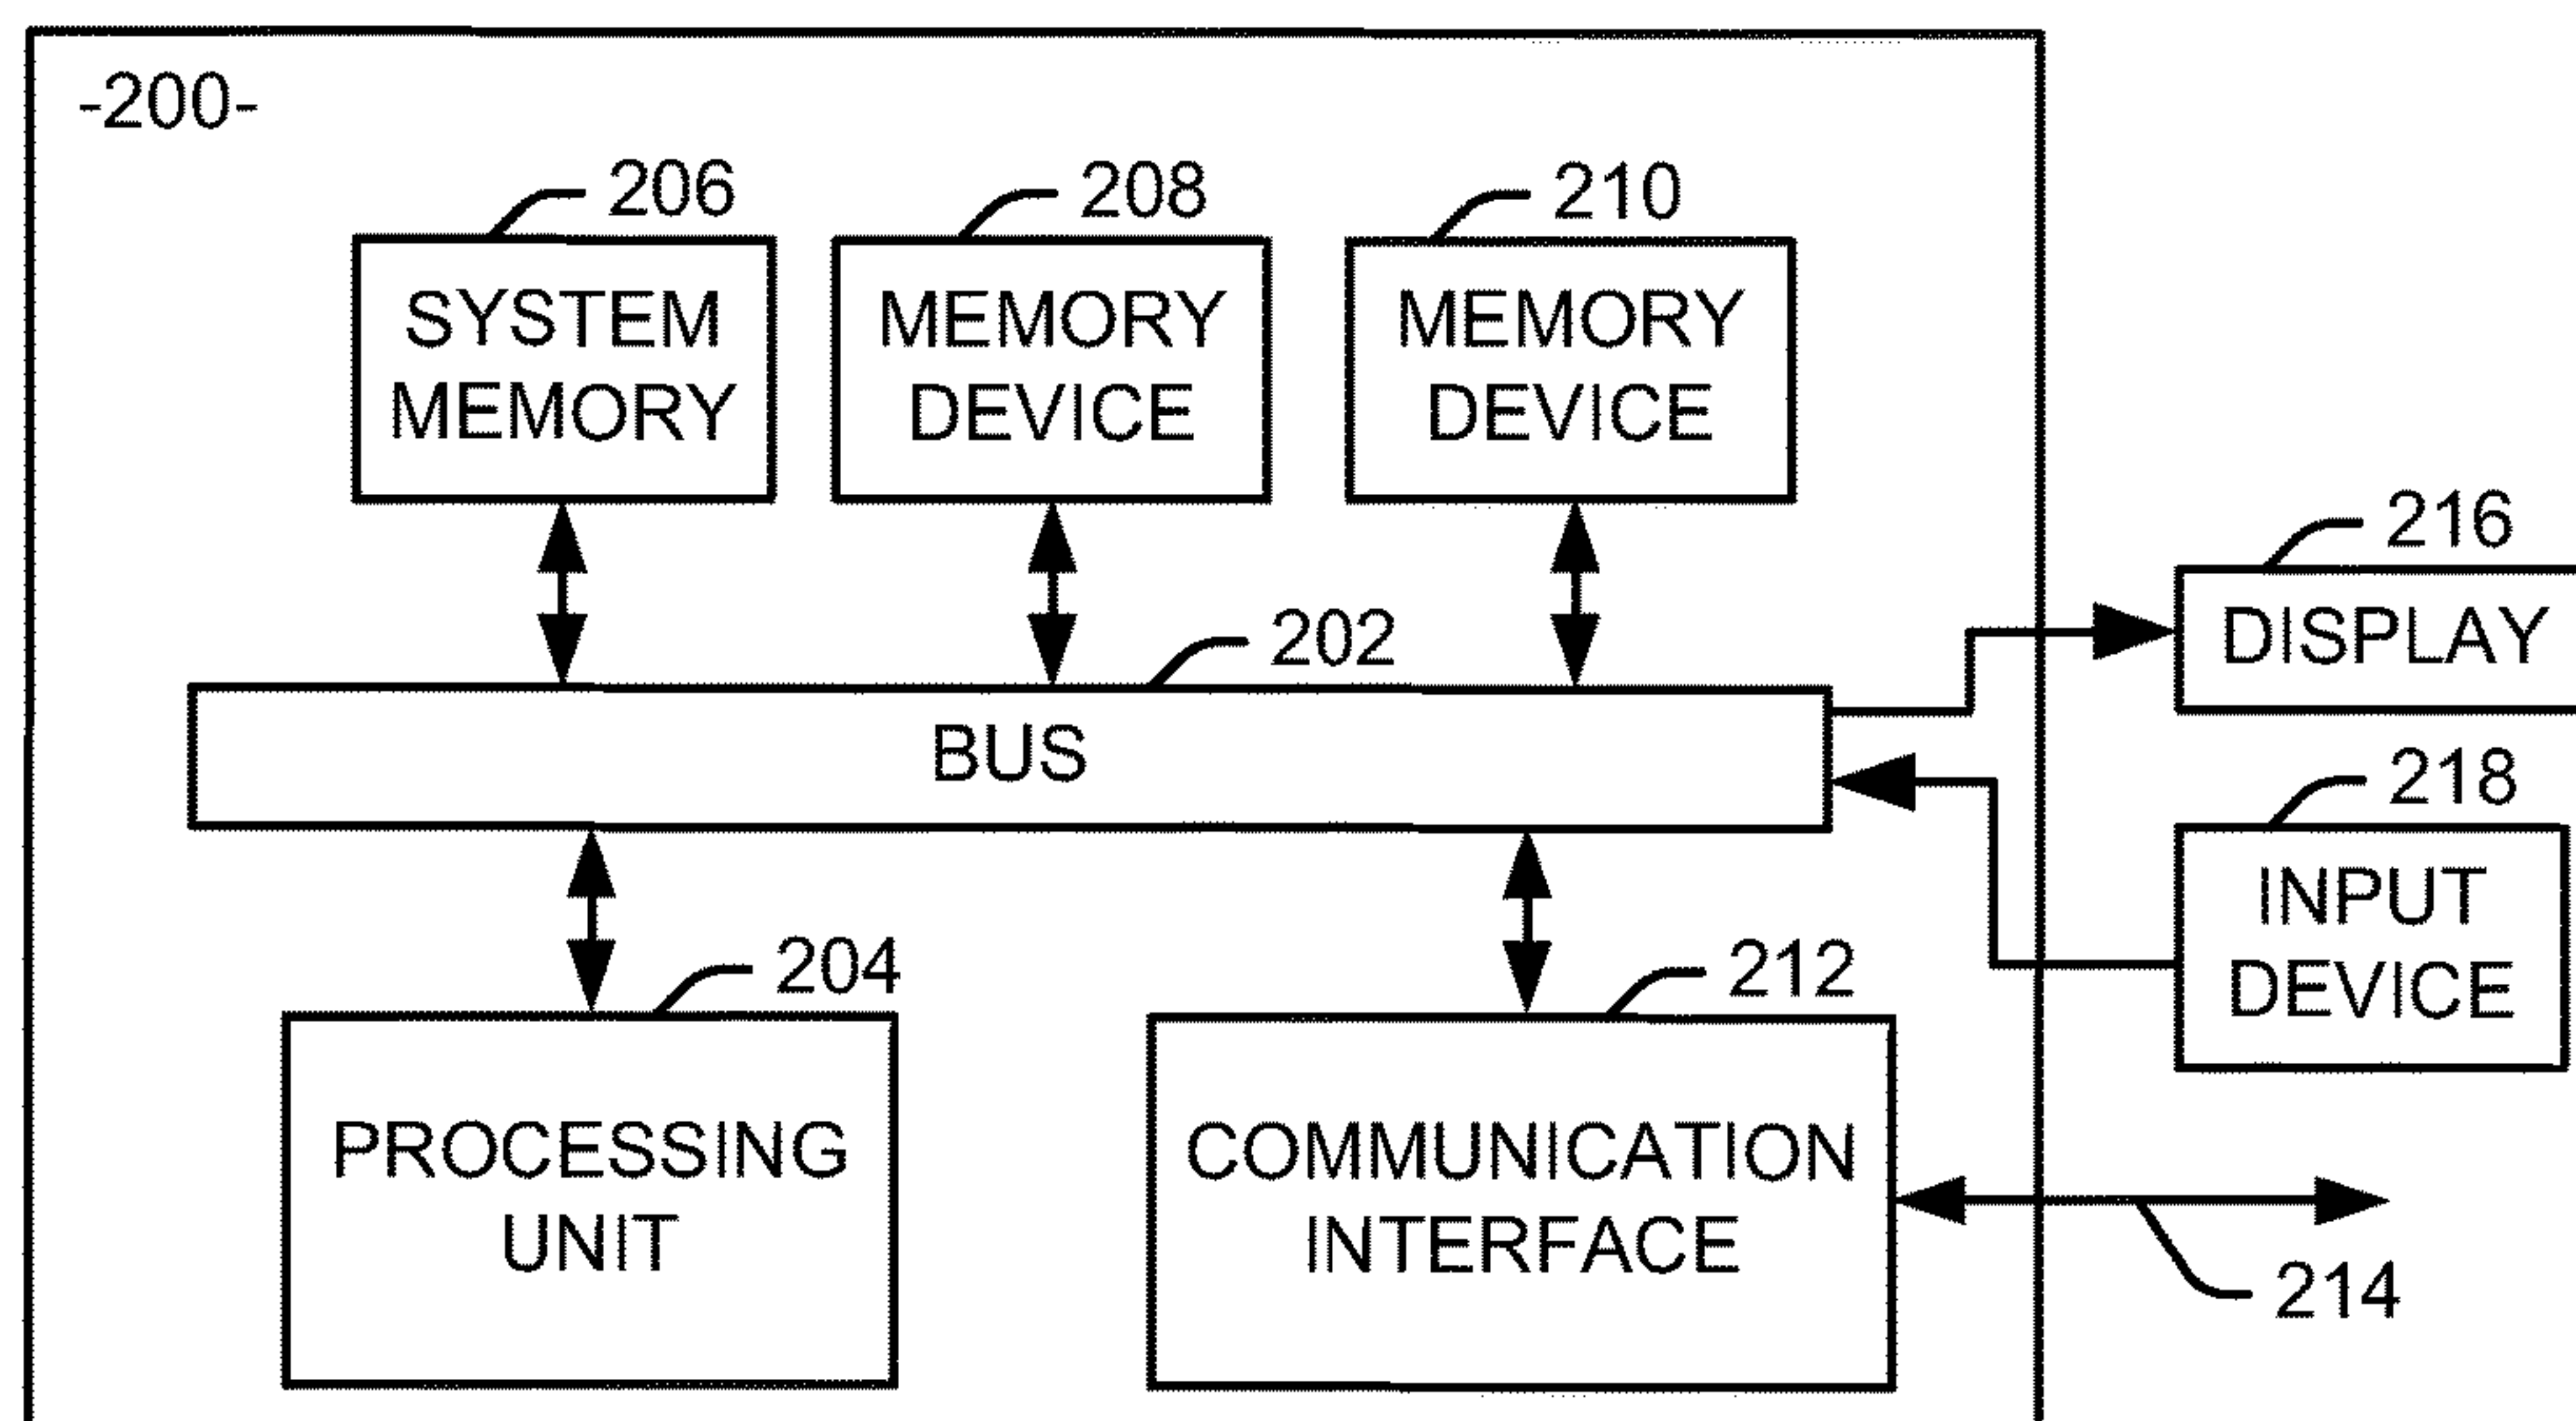 -200-
206
208
210
SYSTEM
MEMORY
MEMORY
DEVICE
MEMORY
DEVICE
216
DISPLAY
202
BUS
218
INPUT
DEVICE
204
212
PROCESSING
UNIT
COMMUNICATION
INTERFACE
214